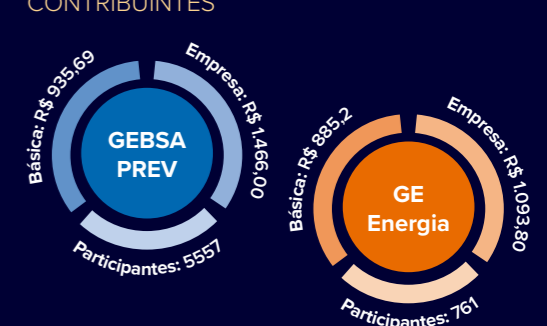 CONTRIBUINTES
Básica: R$ 935,69
Empresa: R$ 1.466,00
GEBSA
PREV
Participantes: 5557
Básica: R$ 885,2
Empresa: R$ 1.093,80
GE
Energia
Participantes: 761